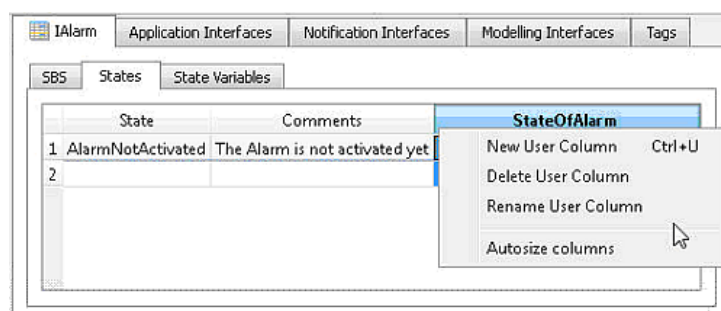 IAlarm Application Interfaces Notification Interfaces Modelling Interfaces Tags
SBS States State Variables
State Comments StateOfAlarm
1 AlarmNotActivated The Alarm is not activated yet
2
New User Column Ctrl+U
Delete User Column
Rename User Column
Autosize columns